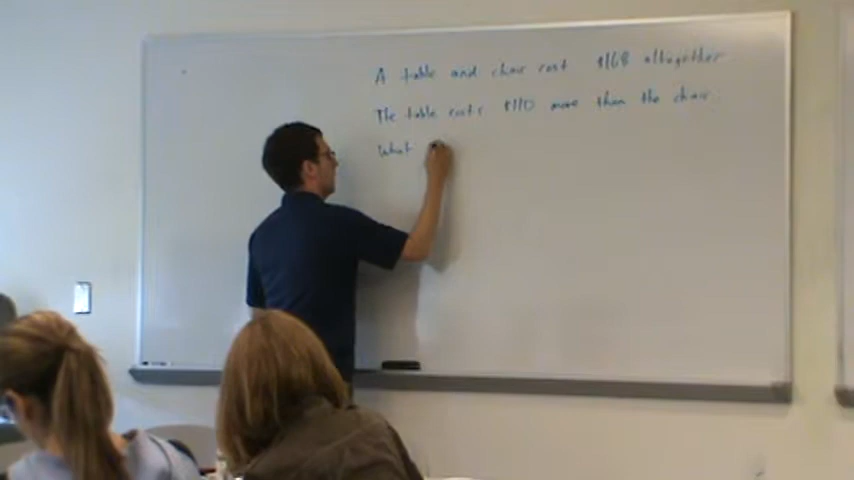 A table and chair cost $168 altogether
The table costs $110 more than the chair.
What